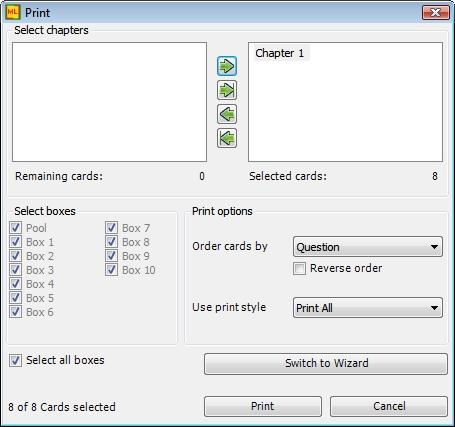 ML Print
Select chapters
Chapter 1
Remaining cards: 0
Selected cards: 8
Select boxes
Pool
Box 1
Box 2
Box 3
Box 4
Box 5
Box 6
Box 7
Box 8
Box 9
Box 10
Print options
Order cards by Question
Reverse order
Use print style Print All
Select all boxes
Switch to Wizard
8 of 8 Cards selected
Print
Cancel